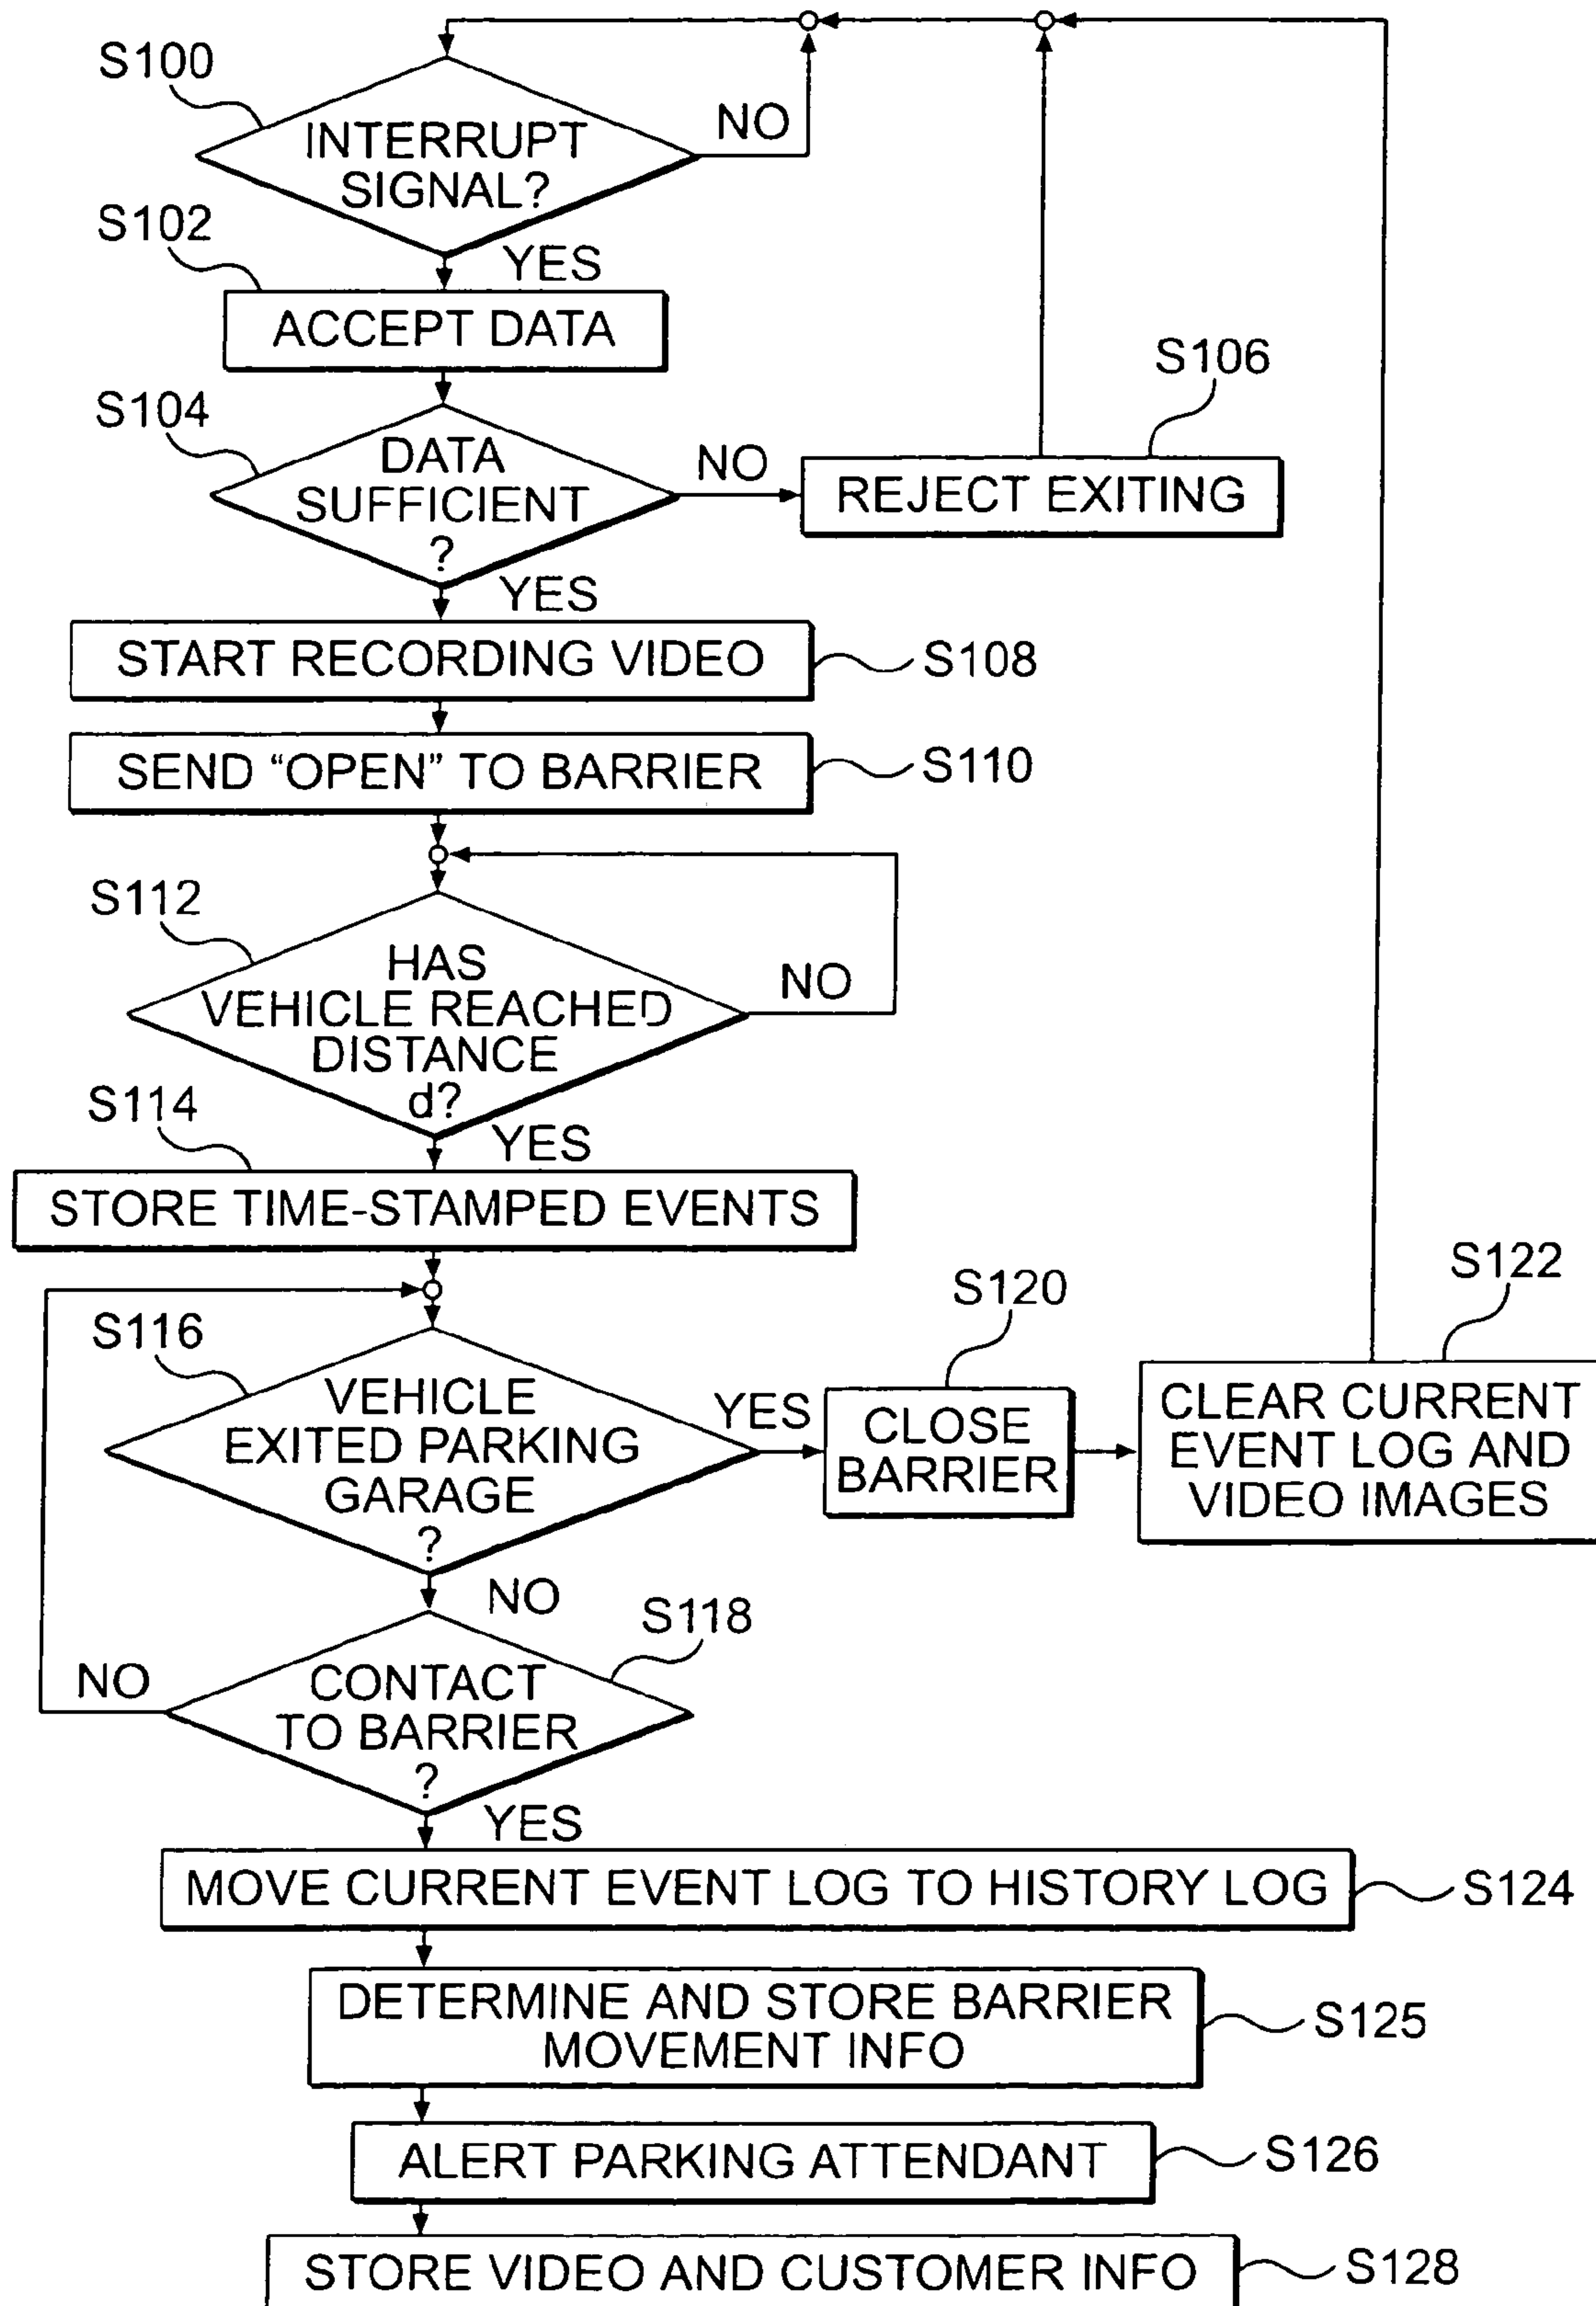 S100
INTERRUPT
SIGNAL?
NO
YES
S102
ACCEPT DATA
S104
DATA
SUFFICIENT
?
NO
S106
REJECT EXITING
YES
START RECORDING VIDEO
S108
SEND “OPEN” TO BARRIER
S110
S112
HAS
VEHICLE REACHED
DISTANCE
d?
NO
YES
S114
STORE TIME-STAMPED EVENTS
S116
VEHICLE
EXITED PARKING
GARAGE
?
YES
S120
CLOSE
BARRIER
S122
CLEAR CURRENT
EVENT LOG AND
VIDEO IMAGES
NO
S118
CONTACT
TO BARRIER
?
NO
YES
MOVE CURRENT EVENT LOG TO HISTORY LOG
S124
DETERMINE AND STORE BARRIER
MOVEMENT INFO
S125
ALERT PARKING ATTENDANT
S126
STORE VIDEO AND CUSTOMER INFO
S128